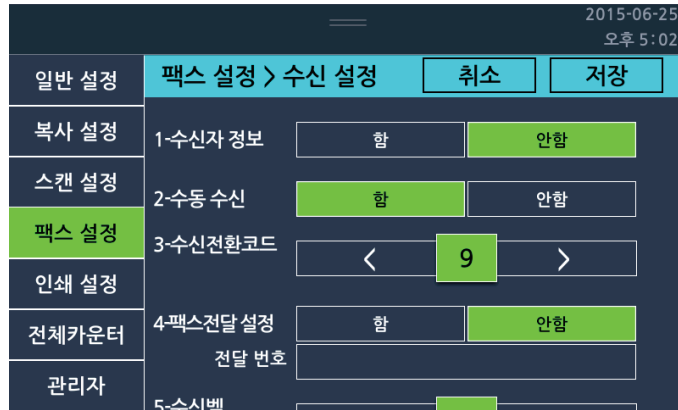 2015-06-25
오후 5:02
일반 설정
복사 설정
스캔 설정
팩스 설정
인쇄 설정
전체카운터
관리자
팩스 설정 > 수신 설정 취소 저장
1-수신자 정보 함 안함
2-수동 수신 함 안함
3-수신전환코드 < 9 >
4-팩스전달 설정 함 안함
전달 번호
5-수신벨